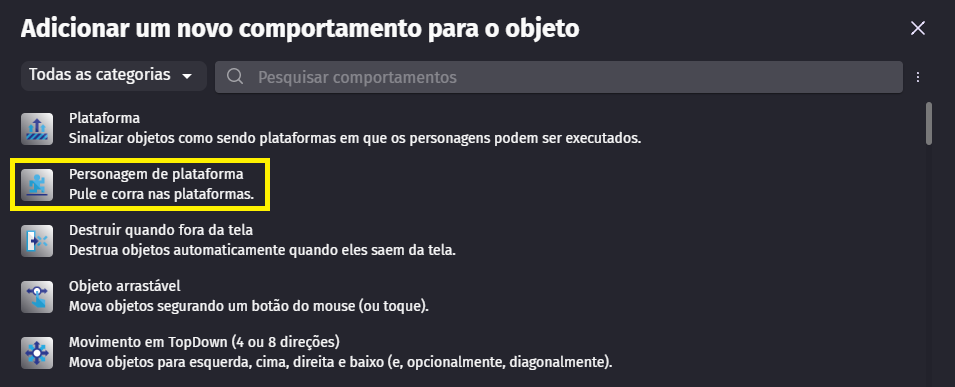 Adicionar um novo comportamento para o objeto
Todas as categorias
Pesquisar comportamentos
Plataforma
Sinalizar objetos como sendo plataformas em que os personagens podem ser executados.
Personagem de plataforma
Pule e corra nas plataformas.
Destruir quando fora da tela
Destrua objetos automaticamente quando eles saem da tela.
Objeto arrastável
Mova objetos segurando um botão do mouse (ou toque).
Movimento em TopDown (4 ou 8 direções)
Mova objetos para esquerda, cima, direita e baixo (e, opcionalmente, diagonalmente).